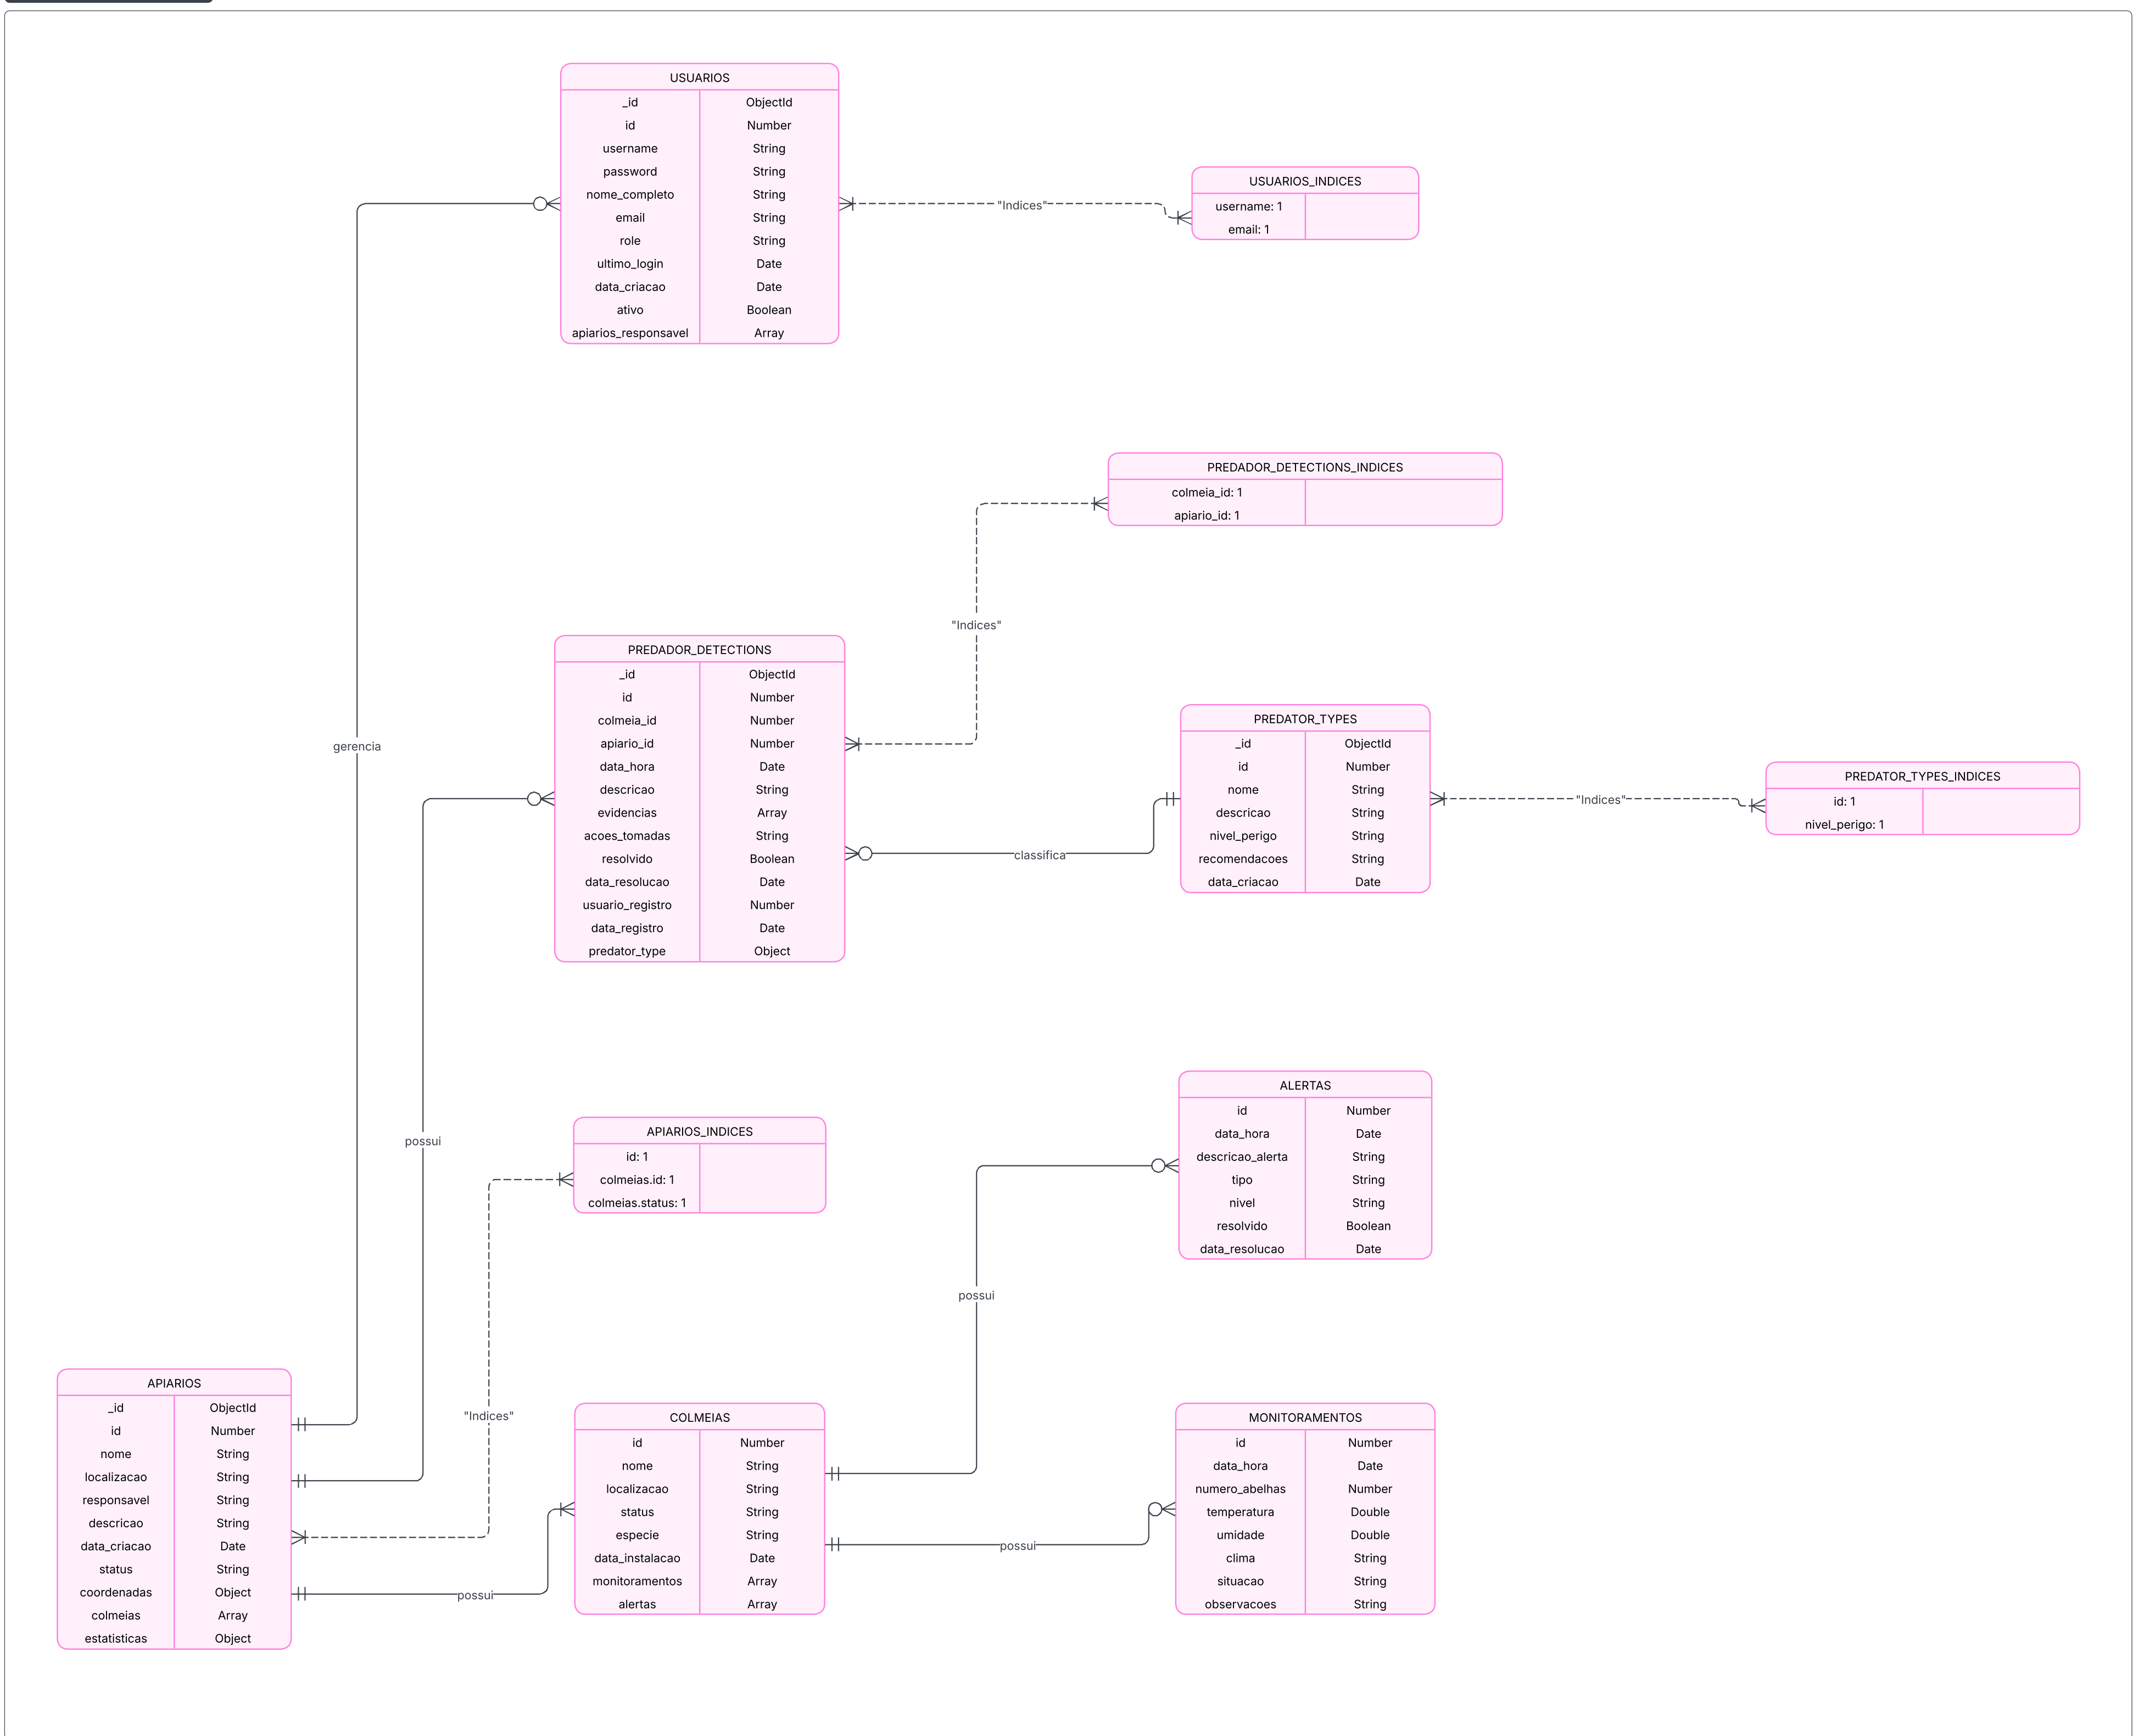 USUARIOS
_id ObjectId
id Number
username String
password String
nome_completo String
email String
role String
ultimo_login Date
data_criacao Date
ativo Boolean
apiarios_responsavel Array
"Indices"
USUARIOS_INDICES
username: 1
email: 1
PREDADOR_DETECTIONS_INDICES
colmeia_id: 1
apiario_id: 1
"Indices"
gerencia
PREDADOR_DETECTIONS
_id ObjectId
id Number
colmeia_id Number
apiario_id Number
data_hora Date
descricao String
evidencias Array
acoes_tomadas String
resolvido Boolean
data_resolucao Date
usuario_registro Number
data_registro Date
predator_type Object
classifica
PREDATOR_TYPES
_id ObjectId
id Number
nome String
descricao String
nivel_perigo String
recomendacoes String
data_criacao Date
"Indices"
PREDATOR_TYPES_INDICES
id: 1
nivel_perigo: 1
possui
APIARIOS_INDICES
id: 1
colmeias.id: 1
colmeias.status: 1
ALERTAS
id Number
data_hora Date
descricao_alerta String
tipo String
nivel String
resolvido Boolean
data_resolucao Date
possui
"Indices"
APIARIOS
_id ObjectId
id Number
nome String
localizacao String
responsavel String
descricao String
data_criacao Date
status String
coordenadas Object
colmeias Array
estatisticas Object
possui
COLMEIAS
id Number
nome String
localizacao String
status String
especie String
data_instalacao Date
monitoramentos Array
alertas Array
possui
MONITORAMENTOS
id Number
data_hora Date
numero_abelhas Number
temperatura Double
umidade Double
clima String
situacao String
observacoes String